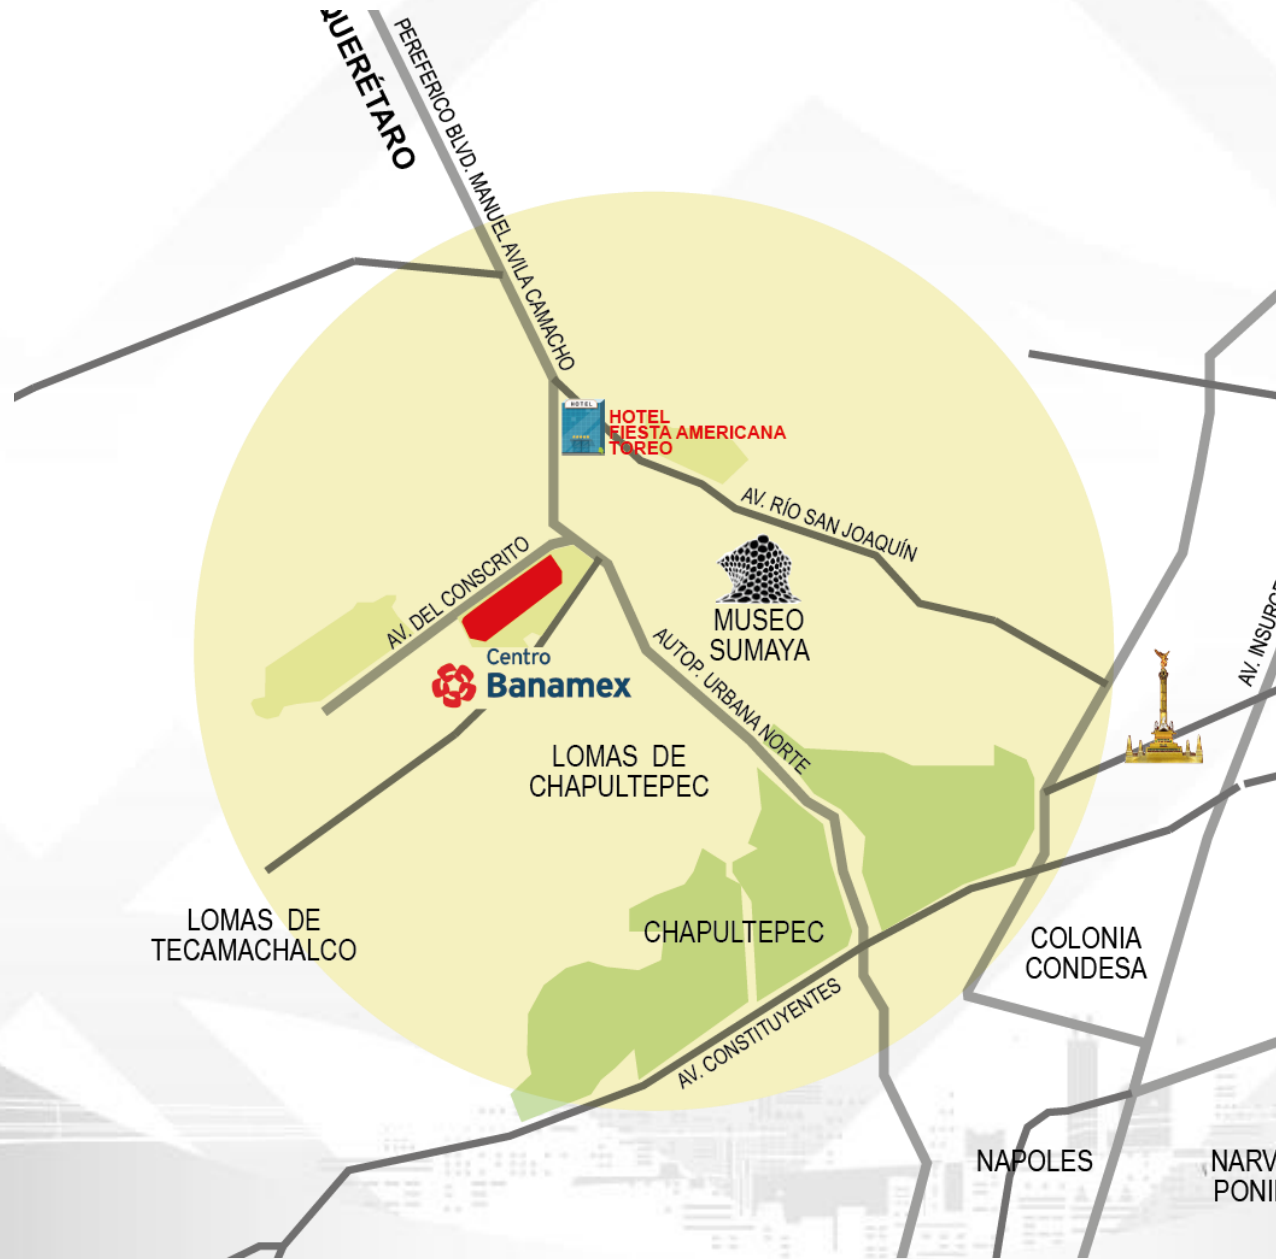 QUERÉTARO
PEREFERICO BLVD. MANUEL AVILA CAMACHO
HOTEL
HOTEL
FIESTA AMERICANA
TOREO
AV. RÍO SAN JOAQUÍN
AV. DEL CONSCRITO
MUSEO
SUMAYA
AV. INSURGE
Centro
Banamex
AUTOP. URBANA NORTE
LOMAS DE
CHAPULTEPEC
LOMAS DE
TECAMACHALCO
CHAPULTEPEC
COLONIA
CONDESA
AV. CONSTITUYENTES
NAPOLES
NARV
PONI